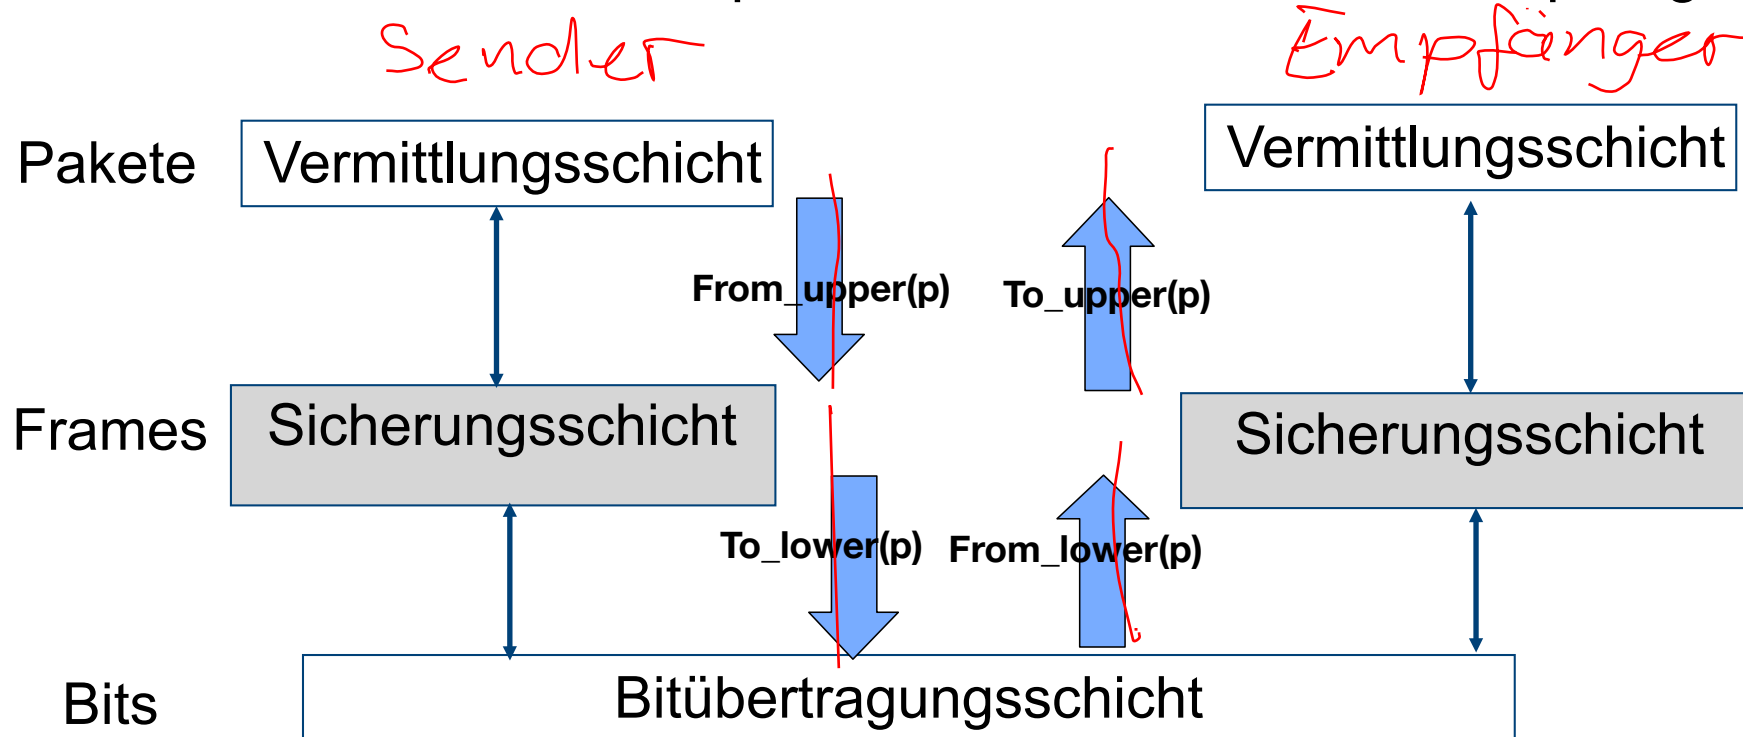 Sender Empfänger
Pakete Vermittlungsschicht Vermittlungsschicht
From_upper(p) To_upper(p)
Frames Sicherungsschicht Sicherungsschicht
To_lower(p) From_lower(p)
Bits Bitübertragungsschicht